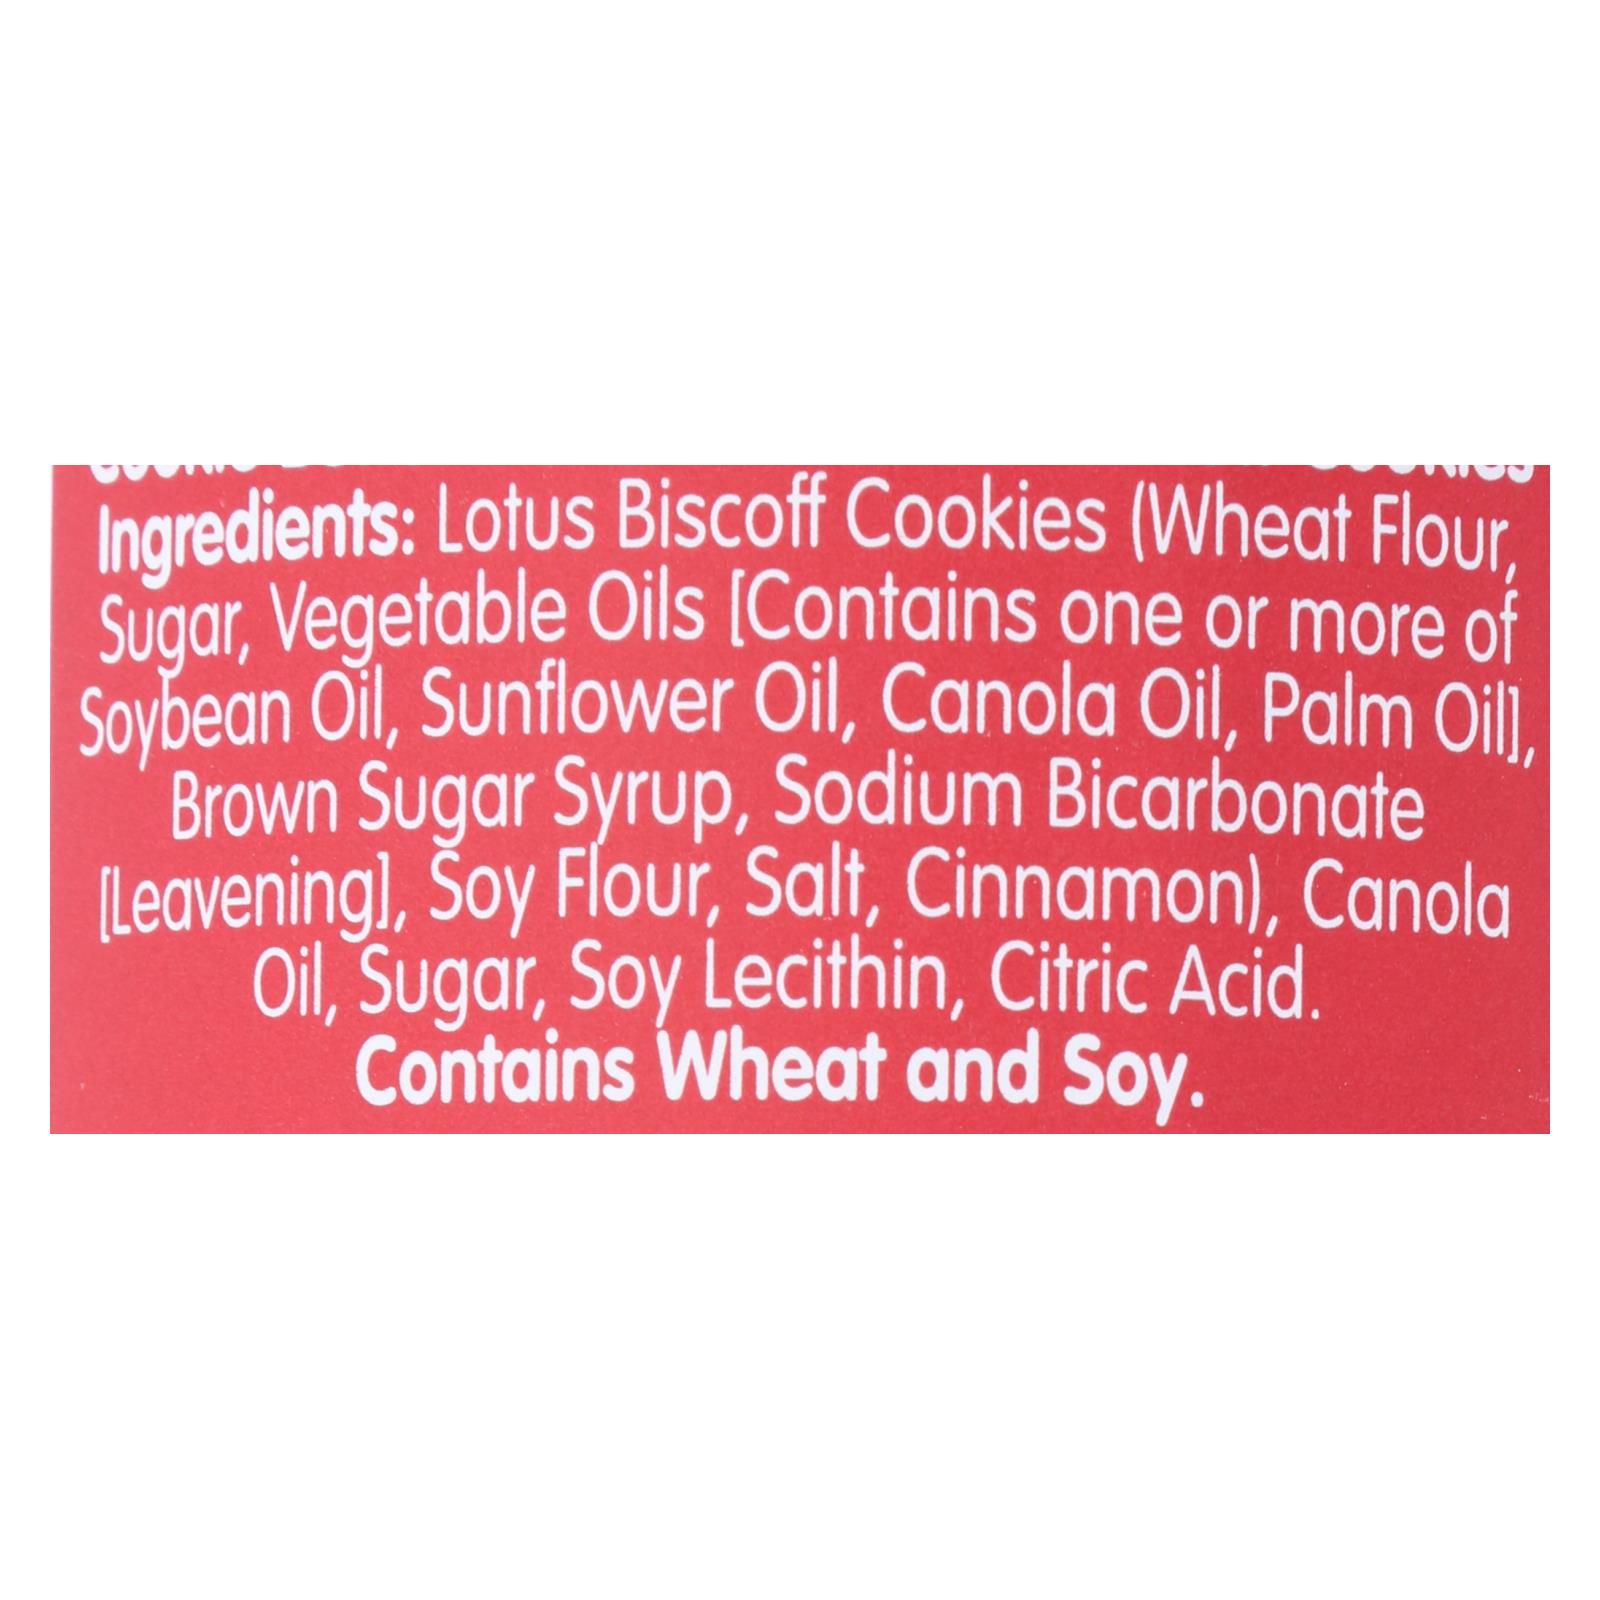 Ingredients: Lotus Biscoff Cookies (Wheat Flour,
Sugar, Vegetable Oils [Contains one or more of
Soybean Oil, Sunflower Oil, Canola Oil, Palm Oil],
Brown Sugar Syrup, Sodium Bicarbonate
[Leavening], Soy Flour, Salt, Cinnamon), Canola
Oil, Sugar, Soy Lecithin, Citric Acid.
Contains Wheat and Soy.